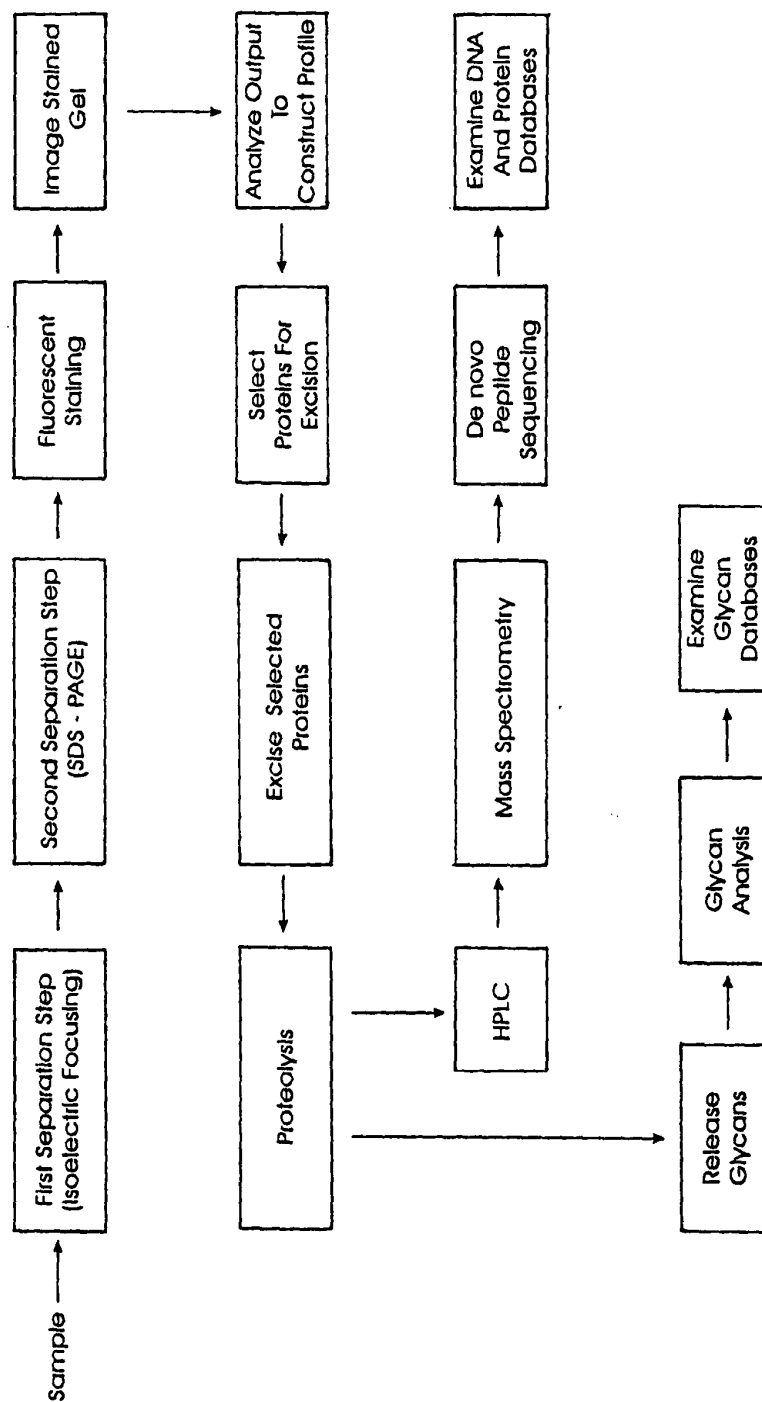 Sample
First Separation Step
(Isoelectric Focusing)
Second Separation Step
(SDS - PAGE)
Fluorescent
Staining
Image Stained
Gel
Analyze Output
To
Construct Profile
Select
Proteins For
Excision
Excise Selected
Proteins
Proteolysis
HPLC
Mass Spectrometry
De novo
Peptide
Sequencing
Examine DNA
And Protein
Databases
Release
Glycans
Glycan
Analysis
Examine
Glycan
Databases